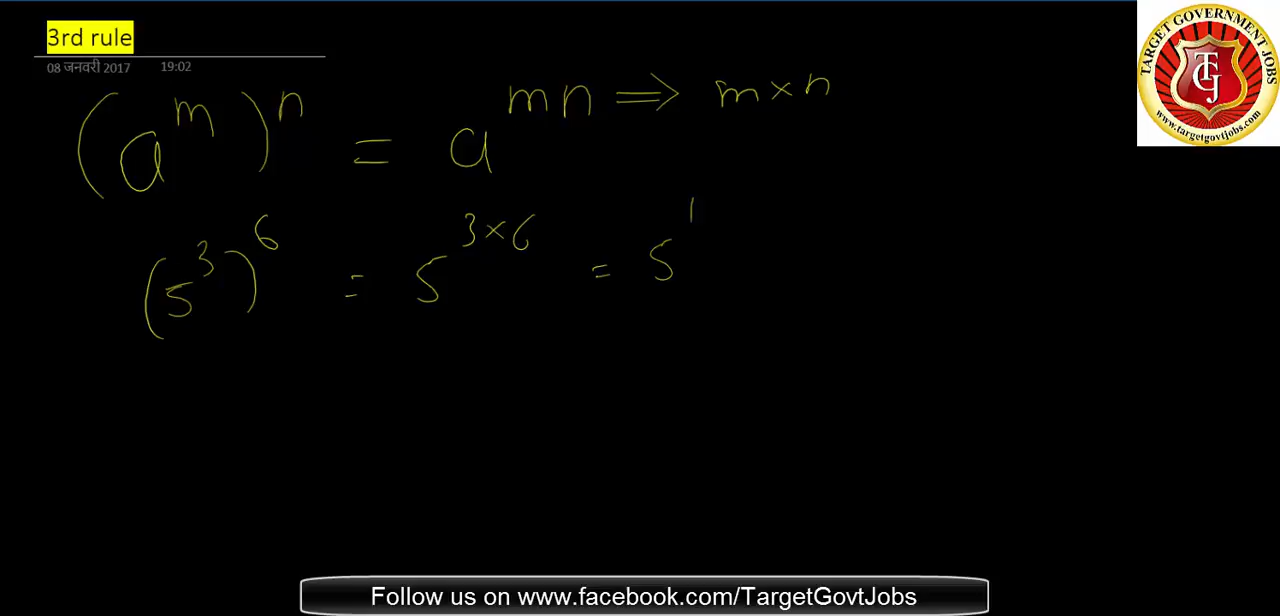 3rd rule
08 जनवरी 2017 19:02
(a^m)^n = a^mn ⟹ m × n
(5^3)^6 = 5^3×6 = 5^1
TARGET GOVERNMENT JOBS
TGJ
www.targetgovtjobs.com
Follow us on www.facebook.com/TargetGovtJobs